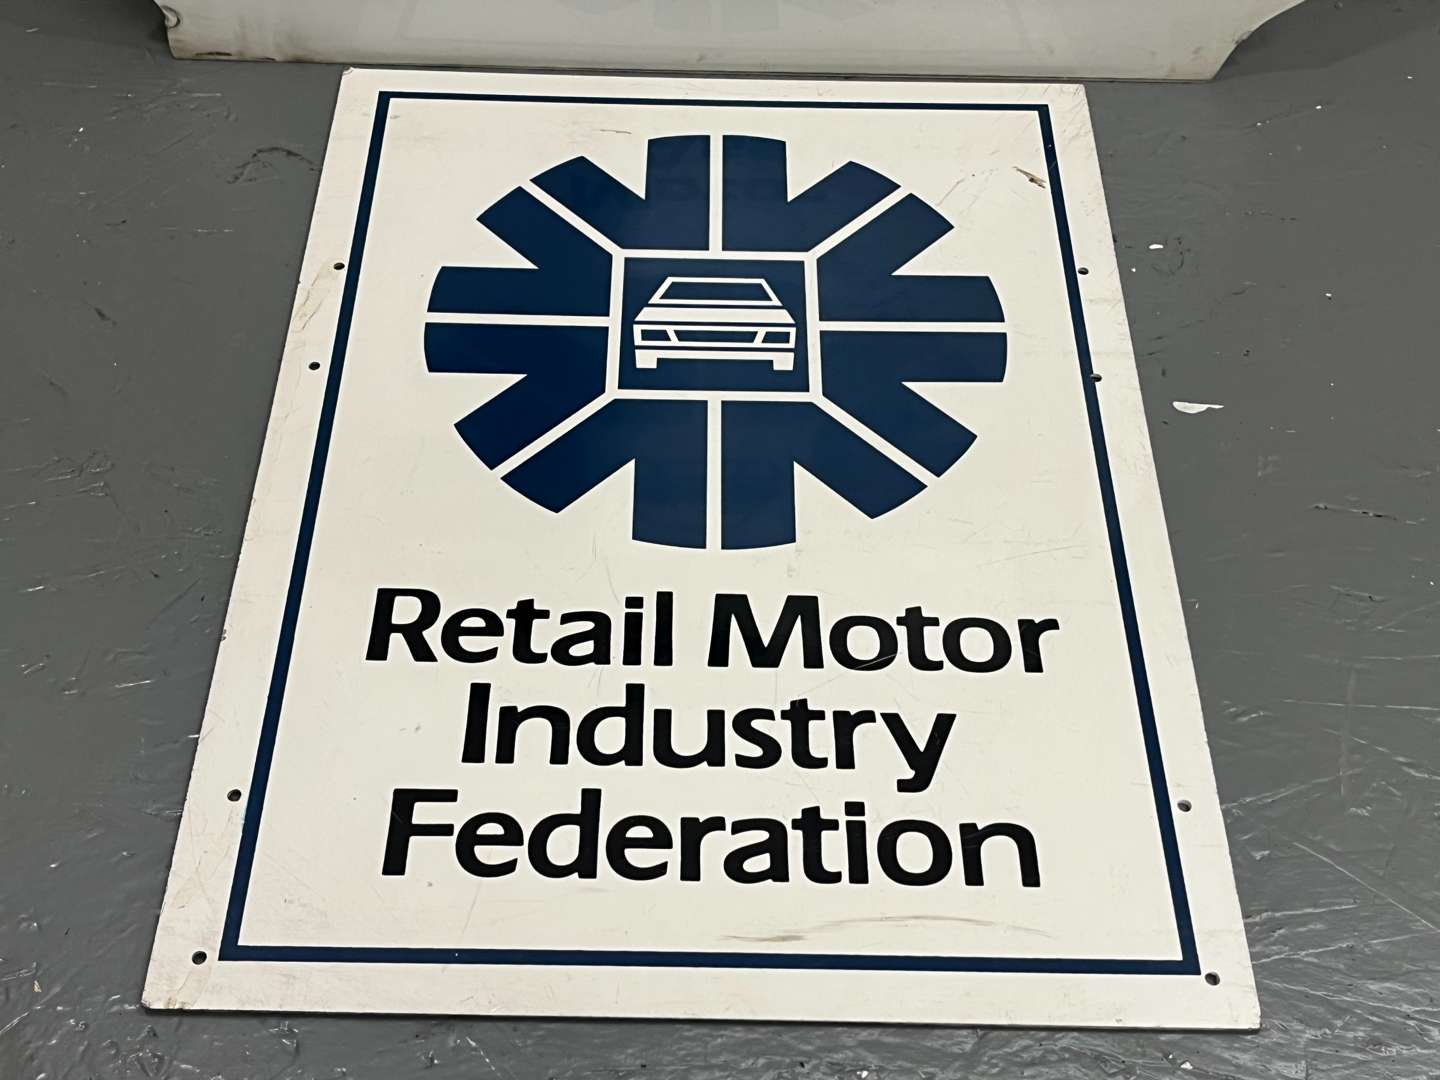 Retail Motor
Industry
Federation